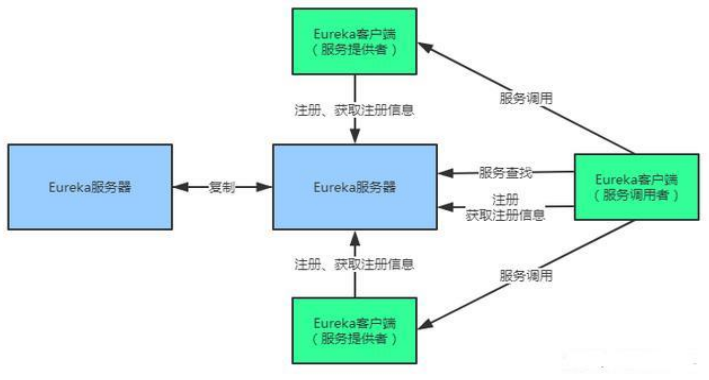 Eureka客户端
（服务提供者）
服务调用
注册、获取注册信息
Eureka服务器
复制
Eureka服务器
服务查找
注册
获取注册信息
Eureka客户端
（服务调用者）
注册、获取注册信息
服务调用
Eureka客户端
（服务提供者）